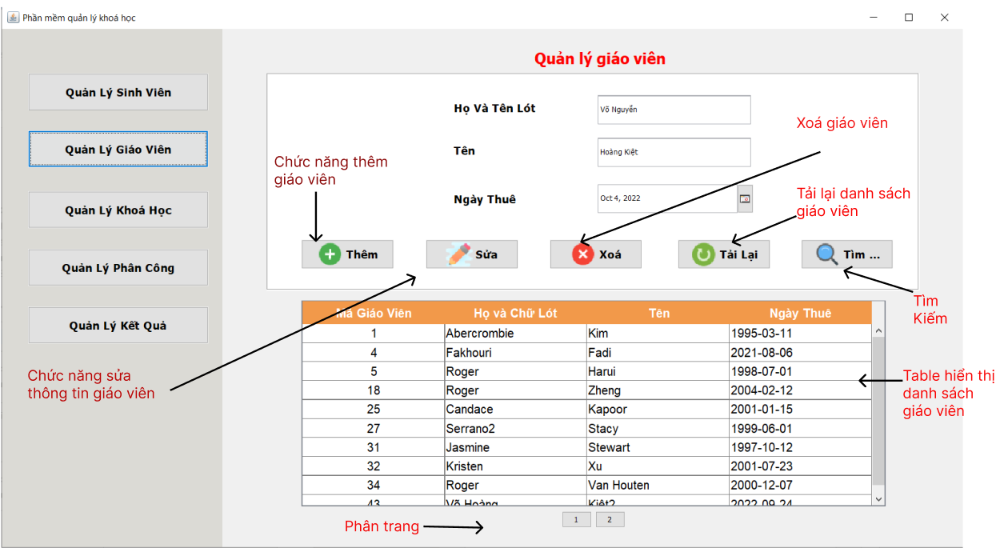 Phần mềm quản lý khoá học
Quản lý giáo viên
Quản Lý Sinh Viên
Quản Lý Giáo Viên
Quản Lý Khoá Học
Quản Lý Phân Công
Quản Lý Kết Quả
Họ Và Tên Lót
Võ Nguyễn
Tên
Hoàng Kiệt
Ngày Thuê
Oct 4, 2022
Chức năng thêm
giáo viên
Xoá giáo viên
Tải lại danh sách
giáo viên
Thêm
Sửa
Xoá
Tải Lại
Tìm ...
Tìm
Kiếm
Chức năng sửa
thông tin giáo viên
Mã Giáo Viên Họ và Chữ Lót Tên Ngày Thuê
1 Abercrombie Kim 1995-03-11
4 Fakhouri Fadi 2021-08-06
5 Roger Harui 1998-07-01
18 Roger Zheng 2004-02-12
25 Candace Kapoor 2001-01-15
27 Serrano2 Stacy 1999-06-01
31 Jasmine Stewart 1997-10-12
32 Kristen Xu 2001-07-23
34 Roger Van Houten 2000-12-07
43 Võ Hoàng Kiệt2 2022-09-24
Table hiển thị
danh sách
giáo viên
Phân trang
1 2